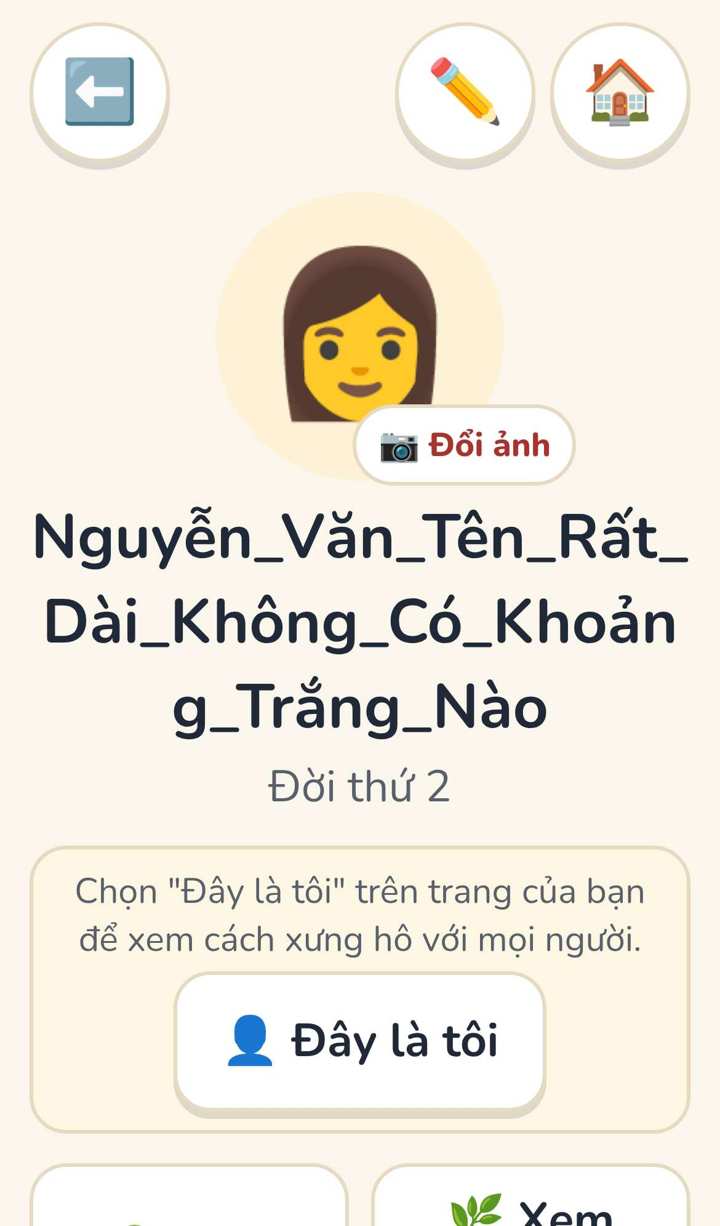 Đổi ảnh
Nguyễn_Văn_Tên_Rất_
Dài_Không_Có_Khoản
g_Trắng_Nào
Đời thứ 2
Chọn "Đây là tôi" trên trang của bạn
để xem cách xưng hô với mọi người.
Đây là tôi
Xem